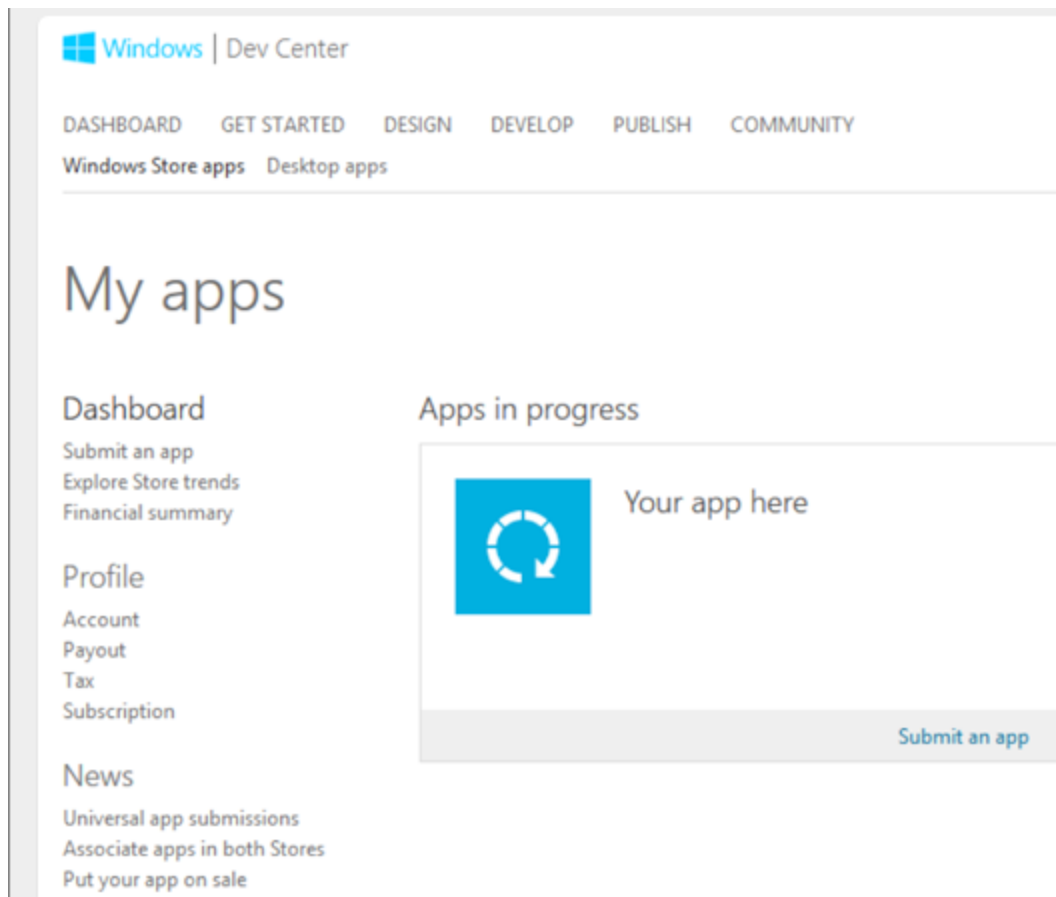 Windows | Dev Center
DASHBOARD GET STARTED DESIGN DEVELOP PUBLISH COMMUNITY
Windows Store apps Desktop apps
My apps
Dashboard
Submit an app
Explore Store trends
Financial summary
Profile
Account
Payout
Tax
Subscription
News
Universal app submissions
Associate apps in both Stores
Put your app on sale
Apps in progress
Your app here
Submit an app